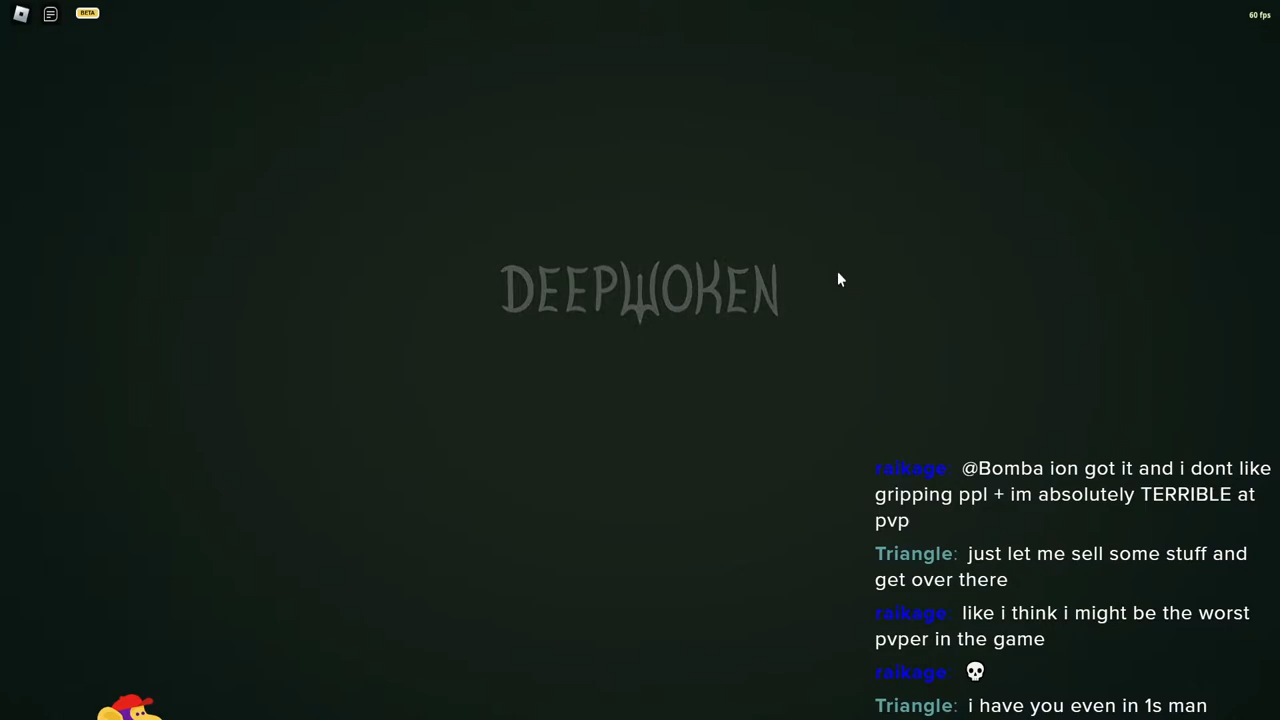 BETA
60 fps
DEEPWOKEN
raikage: @Bomba ion got it and i dont like
gripping ppl + im absolutely TERRIBLE at
pvp
Triangle: just let me sell some stuff and
get over there
raikage: like i think i might be the worst
pvper in the game
raikage: 💀
Triangle: i have you even in 1s man